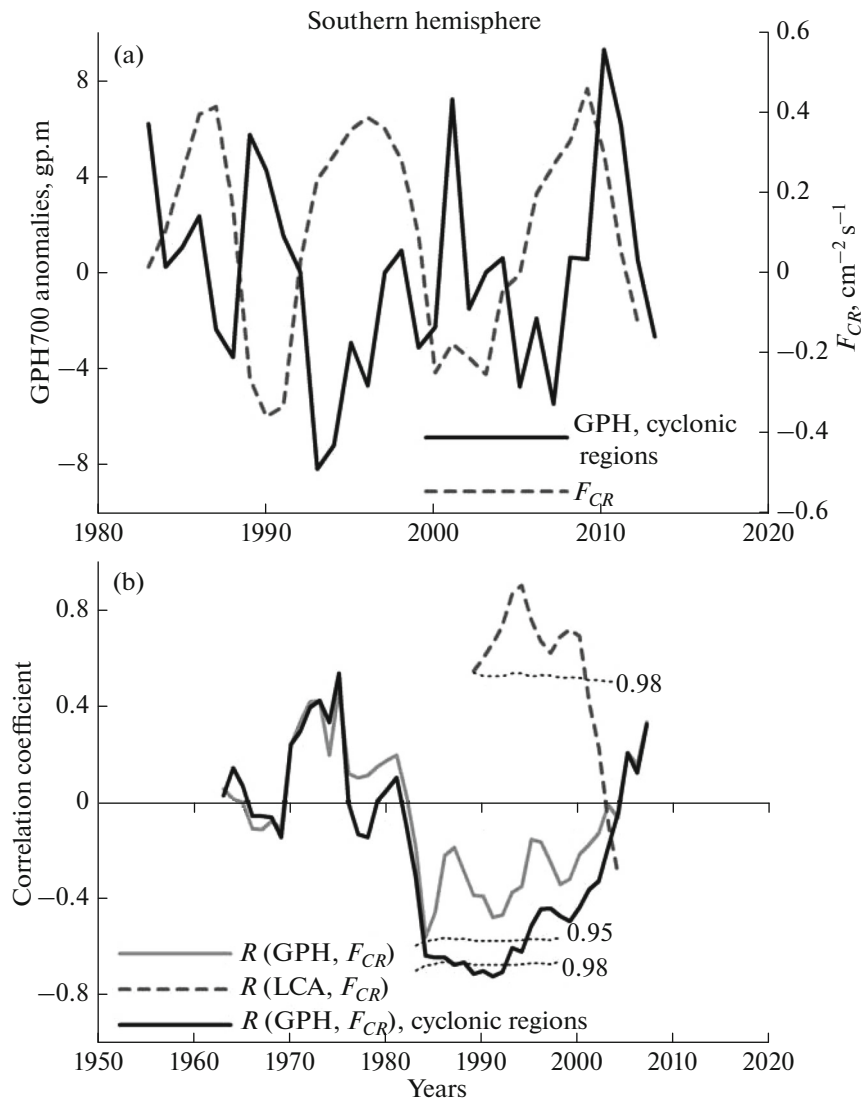 Southern hemisphere
(a)
GPH700 anomalies, gp.m
8
4
0
−4
−8
0.6
0.4
0.2
0
−0.2
−0.4
−0.6
F_CR, cm⁻² s⁻¹
GPH, cyclonic
regions
F_CR
1980 1990 2000 2010 2020
(b)
Correlation coefficient
0.8
0.4
0
−0.4
−0.8
0.98
0.95
0.98
R (GPH, F_CR)
R (LCA, F_CR)
R (GPH, F_CR), cyclonic regions
1950 1960 1970 1980 1990 2000 2010 2020
Years